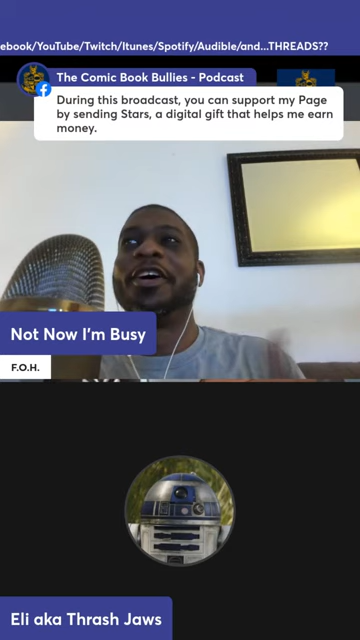 ebook/YouTube/Twitch/Itunes/Spotify/Audible/and...THREADS??
The Comic Book Bullies - Podcast
During this broadcast, you can support my Page
by sending Stars, a digital gift that helps me earn
money.
Not Now I'm Busy
F.O.H.
Eli aka Thrash Jaws